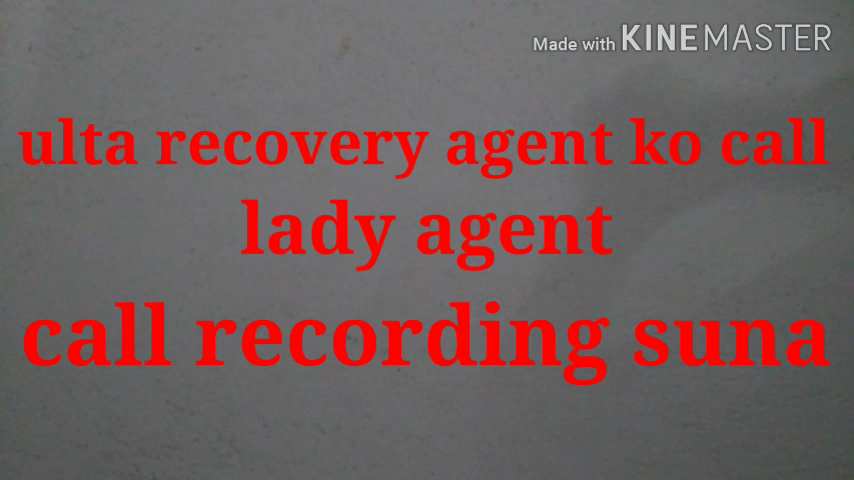 Made with KINEMASTER
ulta recovery agent ko call
lady agent
call recording suna